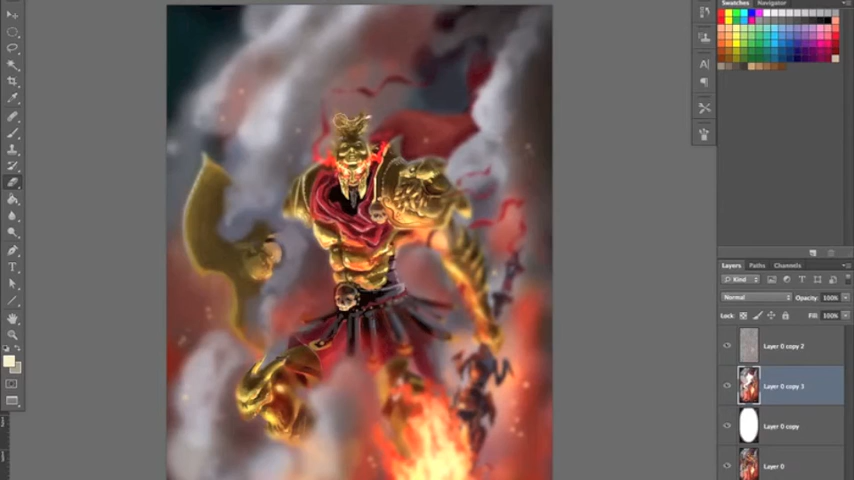 Swatches Navigator
Layers Paths Channels
Kind
Normal Opacity: 100%
Lock: Fill: 100%
Layer 0 copy 2
Layer 0 copy 3
Layer 0 copy
Layer 0